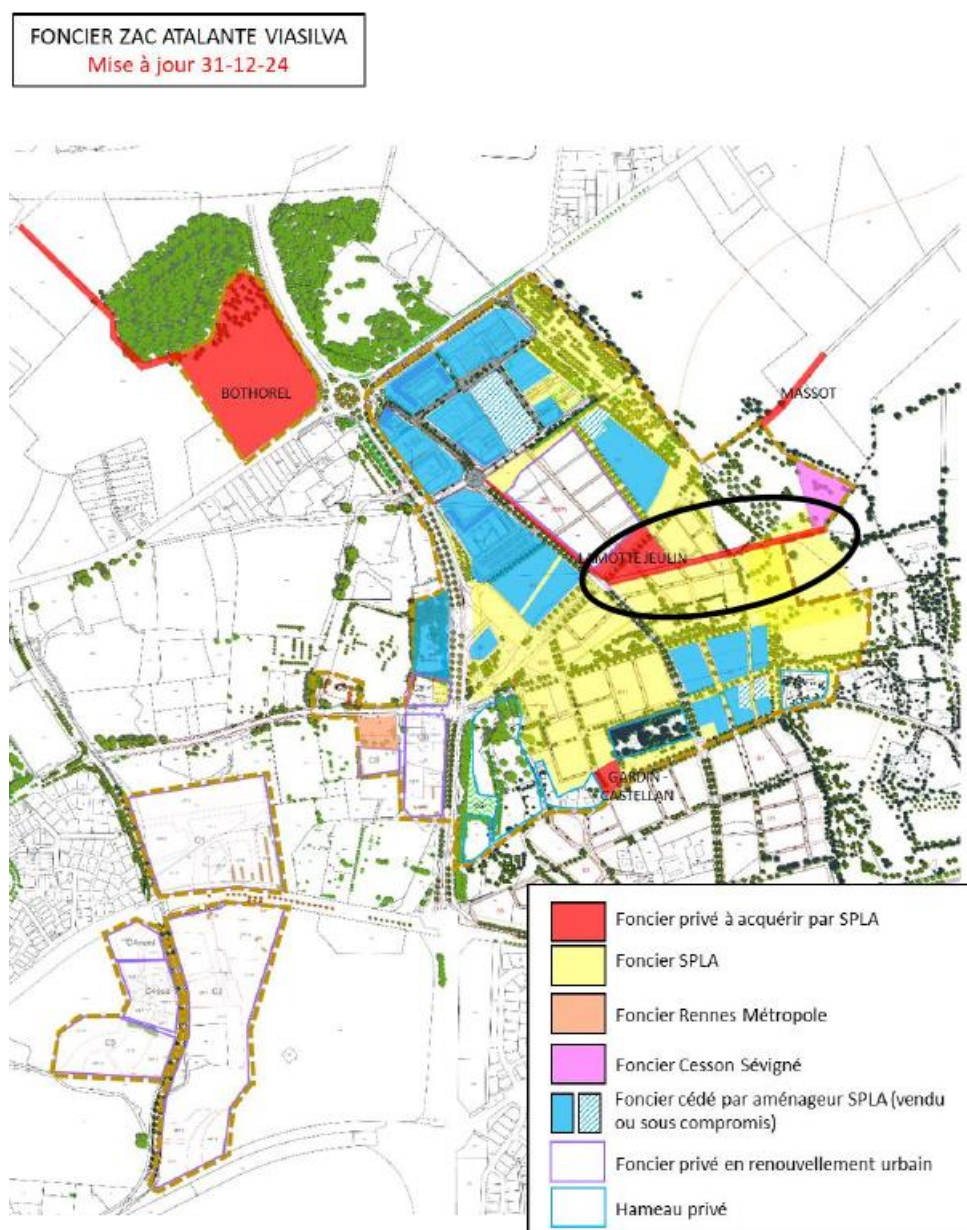 FONCIER ZAC ATALANTE VIASILVA
Mise à jour 31-12-24
BOTHOREL
MASSOT
LAMOTTE JEULIN
GARDIN
CASTELLAN
C1
C2
Foncier privé à acquérir par SPLA
Foncier SPLA
Foncier Rennes Métropole
Foncier Cesson Sévigné
Foncier cédé par aménageur SPLA (vendu
ou sous compromis)
Foncier privé en renouvellement urbain
Hameau privé